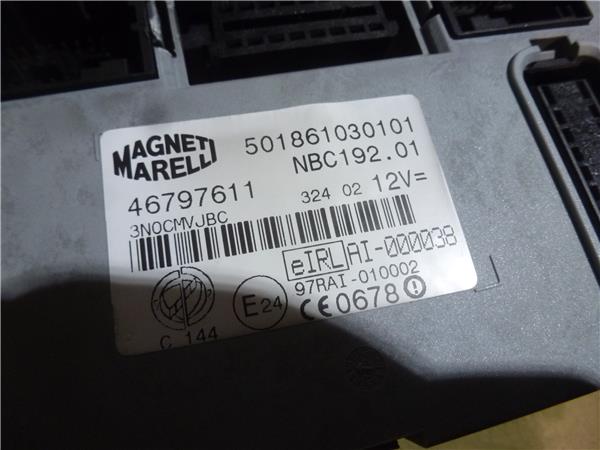 MAGNETI
MARELLI
501861030101
NBC192.01
46797611
324 02 12V=
3N0CMVJBC
eIRL AI-000038
97RAI-010002
E24
CE0678
C 144